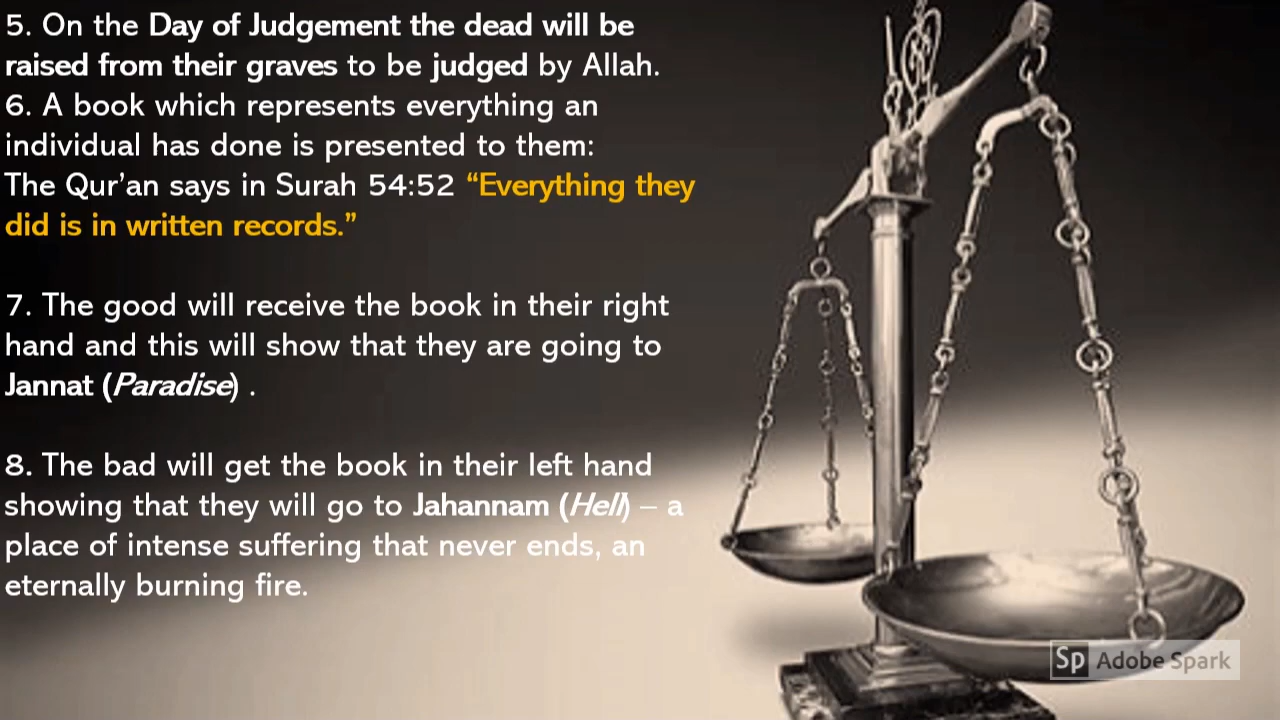 5. On the Day of Judgement the dead will be
raised from their graves to be judged by Allah.
6. A book which represents everything an
individual has done is presented to them:
The Qur’an says in Surah 54:52 “Everything they
did is in written records.”
7. The good will receive the book in their right
hand and this will show that they are going to
Jannat (Paradise) .
8. The bad will get the book in their left hand
showing that they will go to Jahannam (Hell) – a
place of intense suffering that never ends, an
eternally burning fire.
Sp Adobe Spark